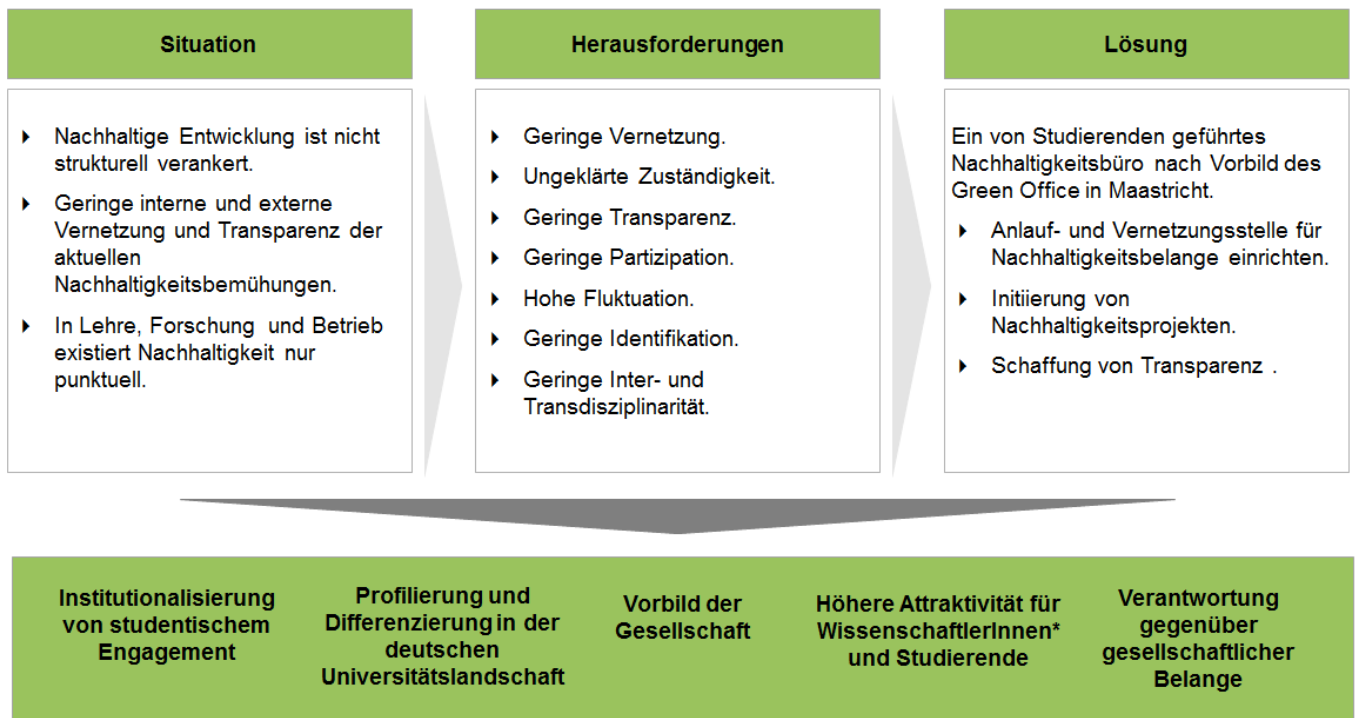 Situation
Nachhaltige Entwicklung ist nicht
strukturell verankert.
Geringe interne und externe
Vernetzung und Transparenz der
aktuellen
Nachhaltigkeitsbemühungen.
In Lehre, Forschung und Betrieb
existiert Nachhaltigkeit nur
punktuell.
Herausforderungen
Geringe Vernetzung.
Ungeklärte Zuständigkeit.
Geringe Transparenz.
Geringe Partizipation.
Hohe Fluktuation.
Geringe Identifikation.
Geringe Inter- und
Transdisziplinarität.
Lösung
Ein von Studierenden geführtes
Nachhaltigkeitsbüro nach Vorbild des
Green Office in Maastricht.
Anlauf- und Vernetzungsstelle für
Nachhaltigkeitsbelange einrichten.
Initiierung von
Nachhaltigkeitsprojekten.
Schaffung von Transparenz .
Institutionalisierung
von studentischem
Engagement
Profilierung und
Differenzierung in der
deutschen
Universitätslandschaft
Vorbild der
Gesellschaft
Höhere Attraktivität für
WissenschaftlerInnen*
und Studierende
Verantwortung
gegenüber
gesellschaftlicher
Belange